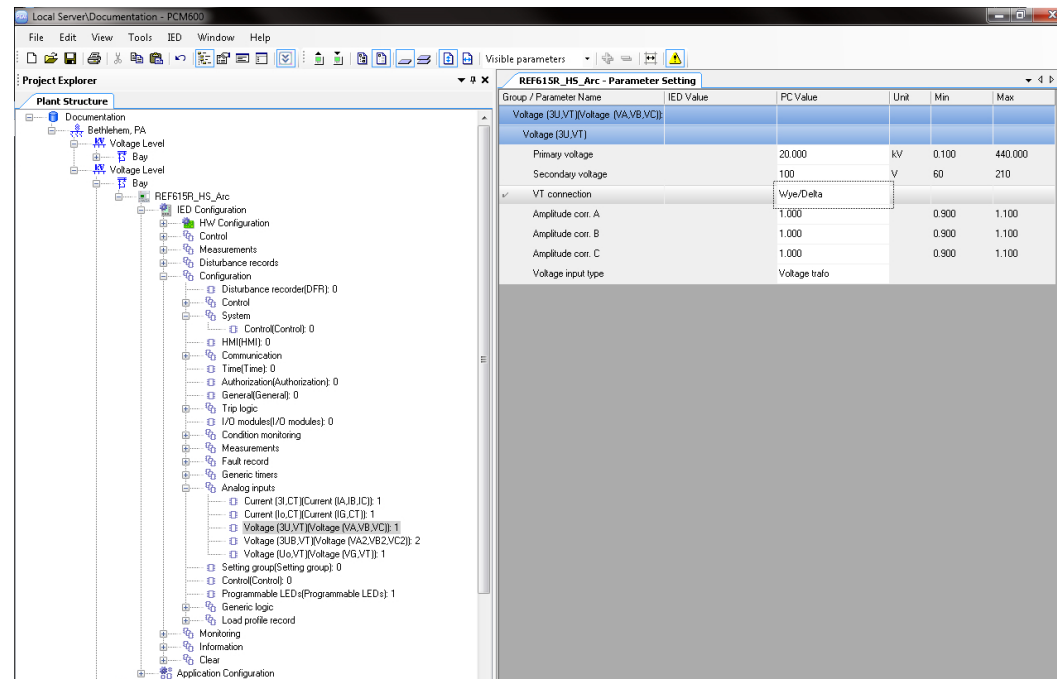 Local Server\Documentation - PCM600
File Edit View Tools IED Window Help
Visible parameters
Project Explorer
Plant Structure
Documentation
Bethlehem, PA
Voltage Level
Bay
Voltage Level
Bay
REF615R_HS_Arc
IED Configuration
HW Configuration
Control
Measurements
Disturbance records
Configuration
Disturbance recorder(DFR): 0
Control
System
Control(Control): 0
HMI(HMI): 0
Communication
Time(Time): 0
Authorization(Authorization): 0
General(General): 0
Trip logic
I/O modules(I/O modules): 0
Condition monitoring
Measurements
Fault record
Generic timers
Analog inputs
Current (3I,CT)(Current (IA,IB,IC)): 1
Current (Io,CT)(Current (IG,CT)): 1
Voltage (3U,VT)(Voltage (VA,VB,VC)): 1
Voltage (3UB,VT)(Voltage (VA2,VB2,VC2)): 2
Voltage (Uo,VT)(Voltage (VG,VT)): 1
Setting group(Setting group): 0
Control(Control): 0
Programmable LEDs(Programmable LEDs): 1
Generic logic
Load profile record
Monitoring
Information
Clear
Application Configuration
REF615R_HS_Arc - Parameter Setting
Group / Parameter Name IED Value PC Value Unit Min Max
Voltage (3U,VT)(Voltage (VA,VB,VC)):
Voltage (3U,VT)
Primary voltage 20.000 kV 0.100 440.000
Secondary voltage 100 V 60 210
VT connection Wye/Delta
Amplitude corr. A 1.000 0.900 1.100
Amplitude corr. B 1.000 0.900 1.100
Amplitude corr. C 1.000 0.900 1.100
Voltage input type Voltage trafo